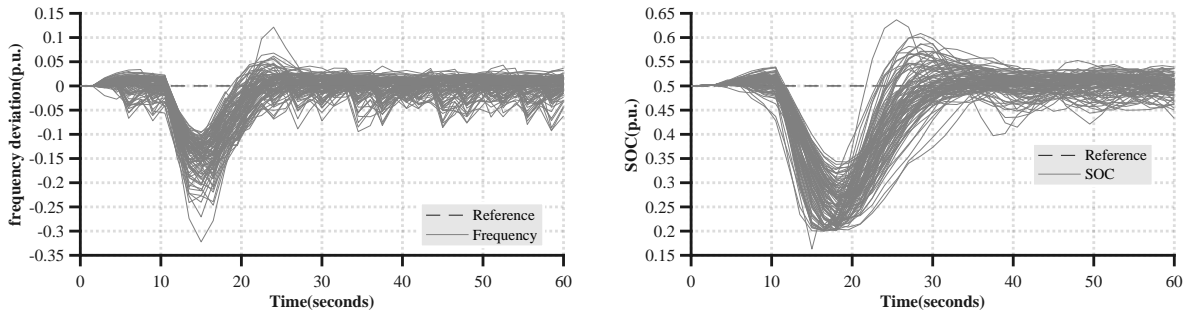 frequency deviation(p.u.)
0.15
0.1
0.05
0
-0.05
-0.1
-0.15
-0.2
-0.25
-0.3
-0.35
Reference
Frequency
0 10 20 30 40 50 60
Time(seconds)
SOC(p.u.)
0.65
0.6
0.55
0.5
0.45
0.4
0.35
0.3
0.25
0.2
0.15
Reference
SOC
0 10 20 30 40 50 60
Time(seconds)